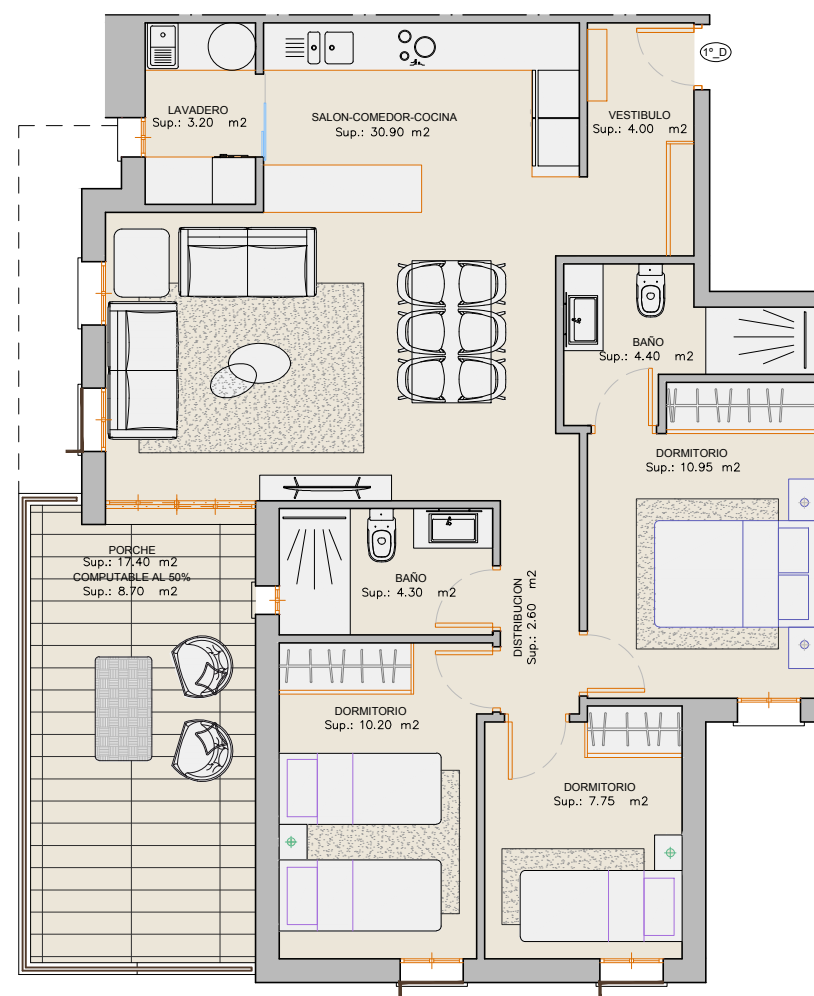 1º_D
LAVADERO
Sup.: 3.20 m2
SALON-COMEDOR-COCINA
Sup.: 30.90 m2
VESTIBULO
Sup.: 4.00 m2
BAÑO
Sup.: 4.40 m2
DORMITORIO
Sup.: 10.95 m2
PORCHE
Sup.: 17.40 m2
COMPUTABLE AL 50%
Sup.: 8.70 m2
BAÑO
Sup.: 4.30 m2
DISTRIBUCION
Sup.: 2.60 m2
DORMITORIO
Sup.: 10.20 m2
DORMITORIO
Sup.: 7.75 m2